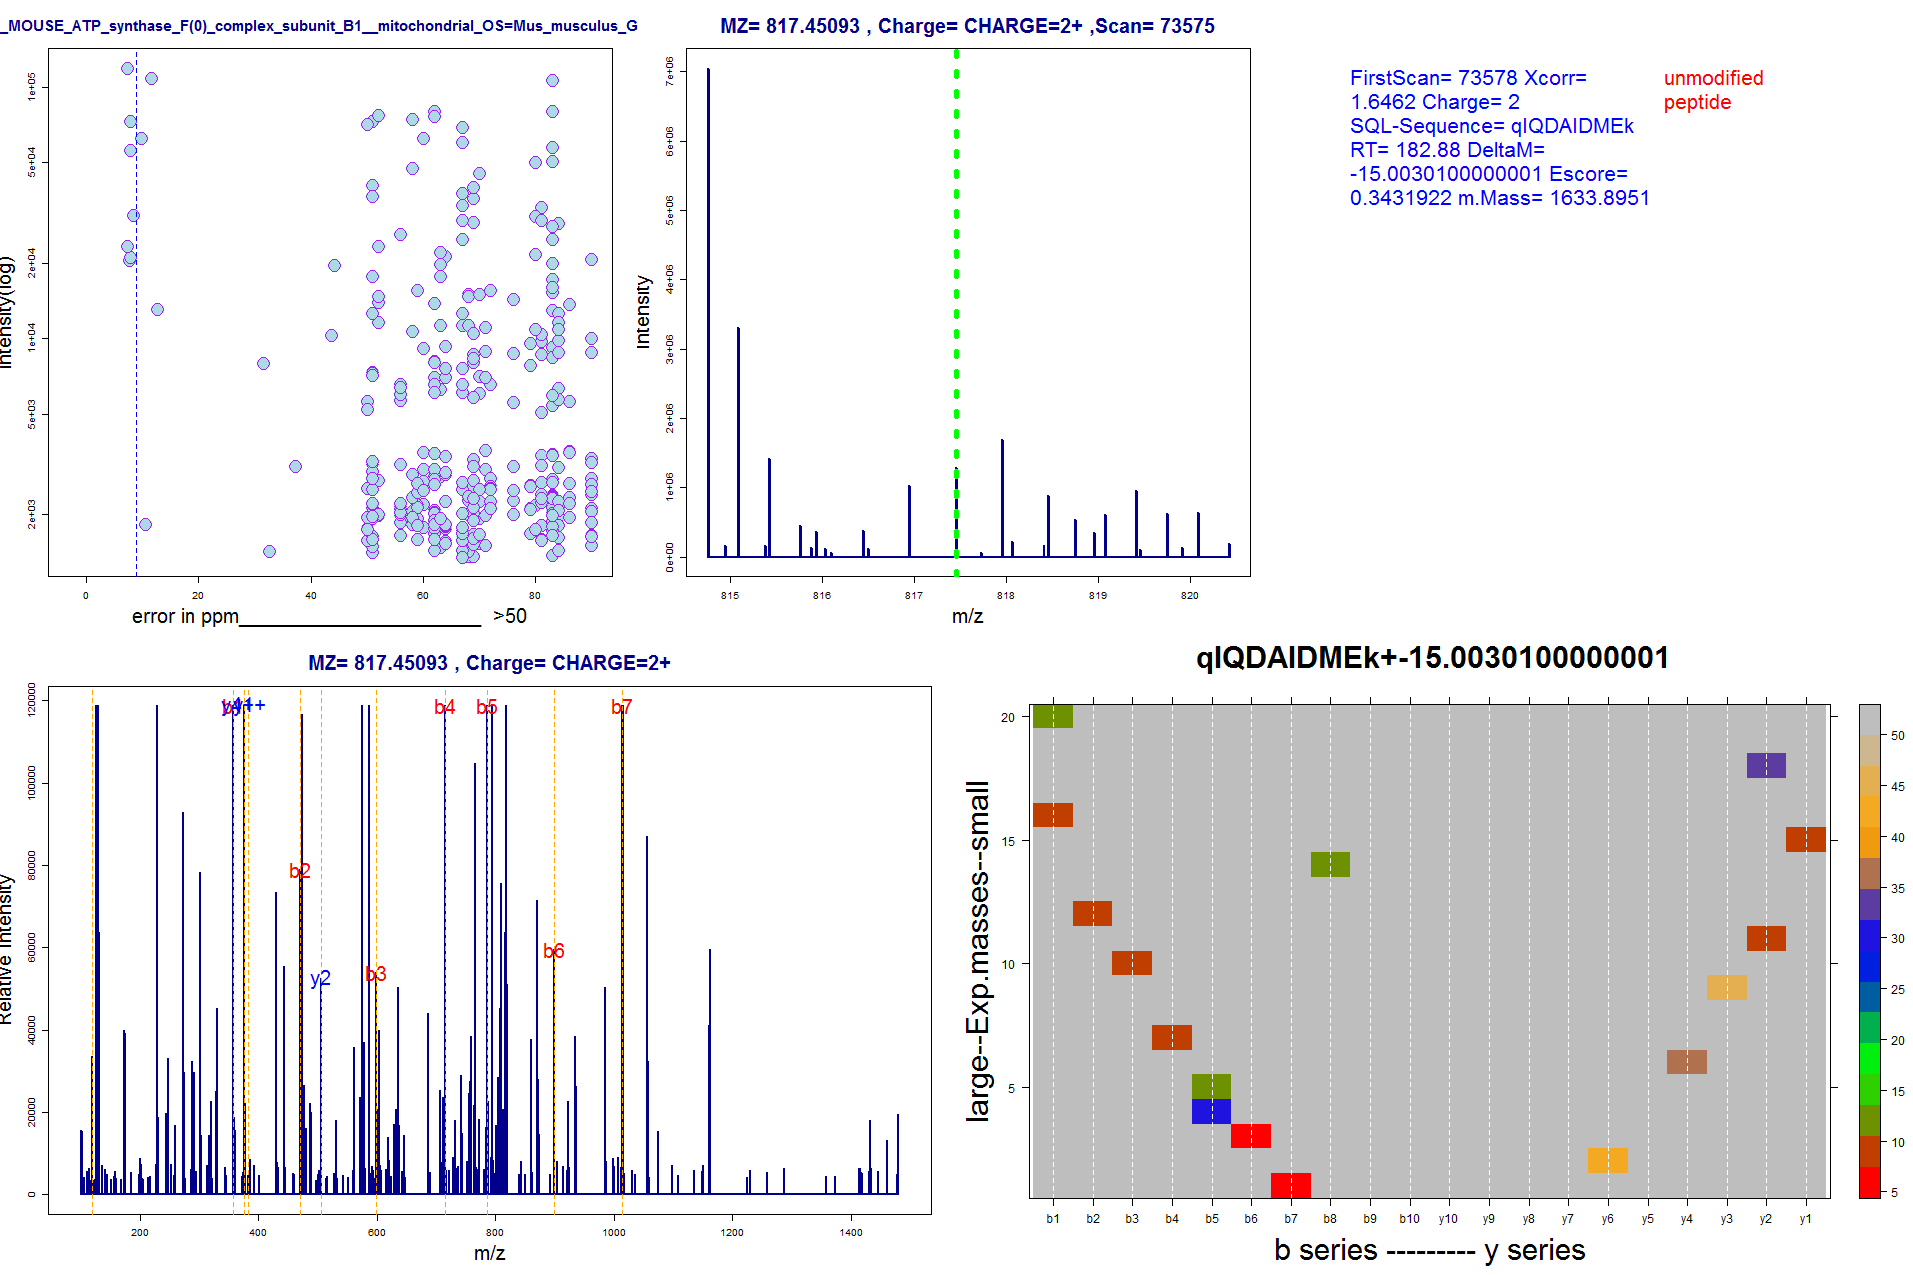 _MOUSE_ATP_synthase_F(0)_complex_subunit_B1__mitochondrial_OS=Mus_musculus_G
Intensity(log)
1e+05
5e+04
2e+04
1e+04
5e+03
2e+03
0 20 40 60 80
error in ppm______________________ >50
MZ= 817.45093 , Charge= CHARGE=2+ ,Scan= 73575
Intensity
7e+06
6e+06
5e+06
4e+06
3e+06
2e+06
1e+06
0e+00
815 816 817 818 819 820
m/z
FirstScan= 73578 Xcorr=
1.6462 Charge= 2
SQL-Sequence= qIQDAIDMEk
RT= 182.88 DeltaM=
-15.0030100000001 Escore=
0.3431922 m.Mass= 1633.8951
unmodified
peptide
MZ= 817.45093 , Charge= CHARGE=2+
Relative Intensity
120000
100000
80000
60000
40000
20000
0
b4 b5 b7
b2
b6
b3
y2
200 400 600 800 1000 1200 1400
m/z
qIQDAIDMEk+-15.0030100000001
large--Exp.masses--small
20
15
10
5
b1 b2 b3 b4 b5 b6 b7 b8 b9 b10 y10 y9 y8 y7 y6 y5 y4 y3 y2 y1
b series --------- y series
50
45
40
35
30
25
20
15
10
5